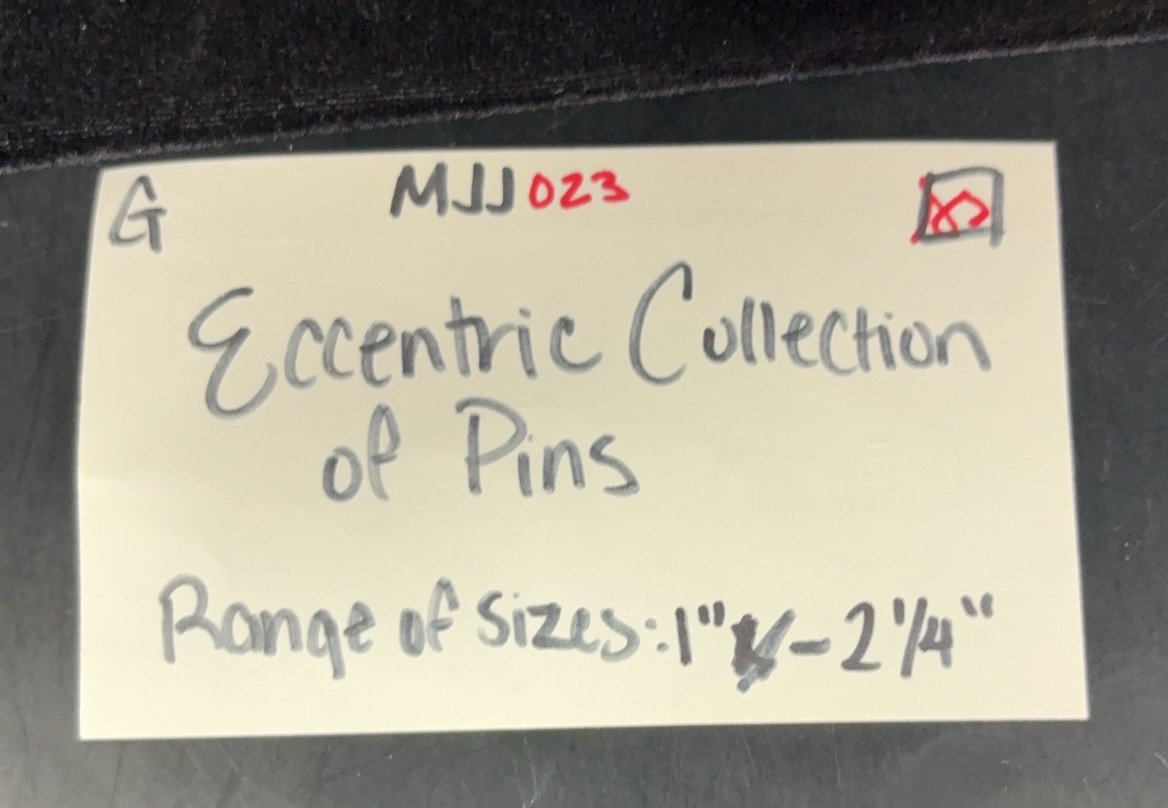 G MJJ023
Eccentric Collection
of Pins
Range of sizes: 1" - 2 1/4"